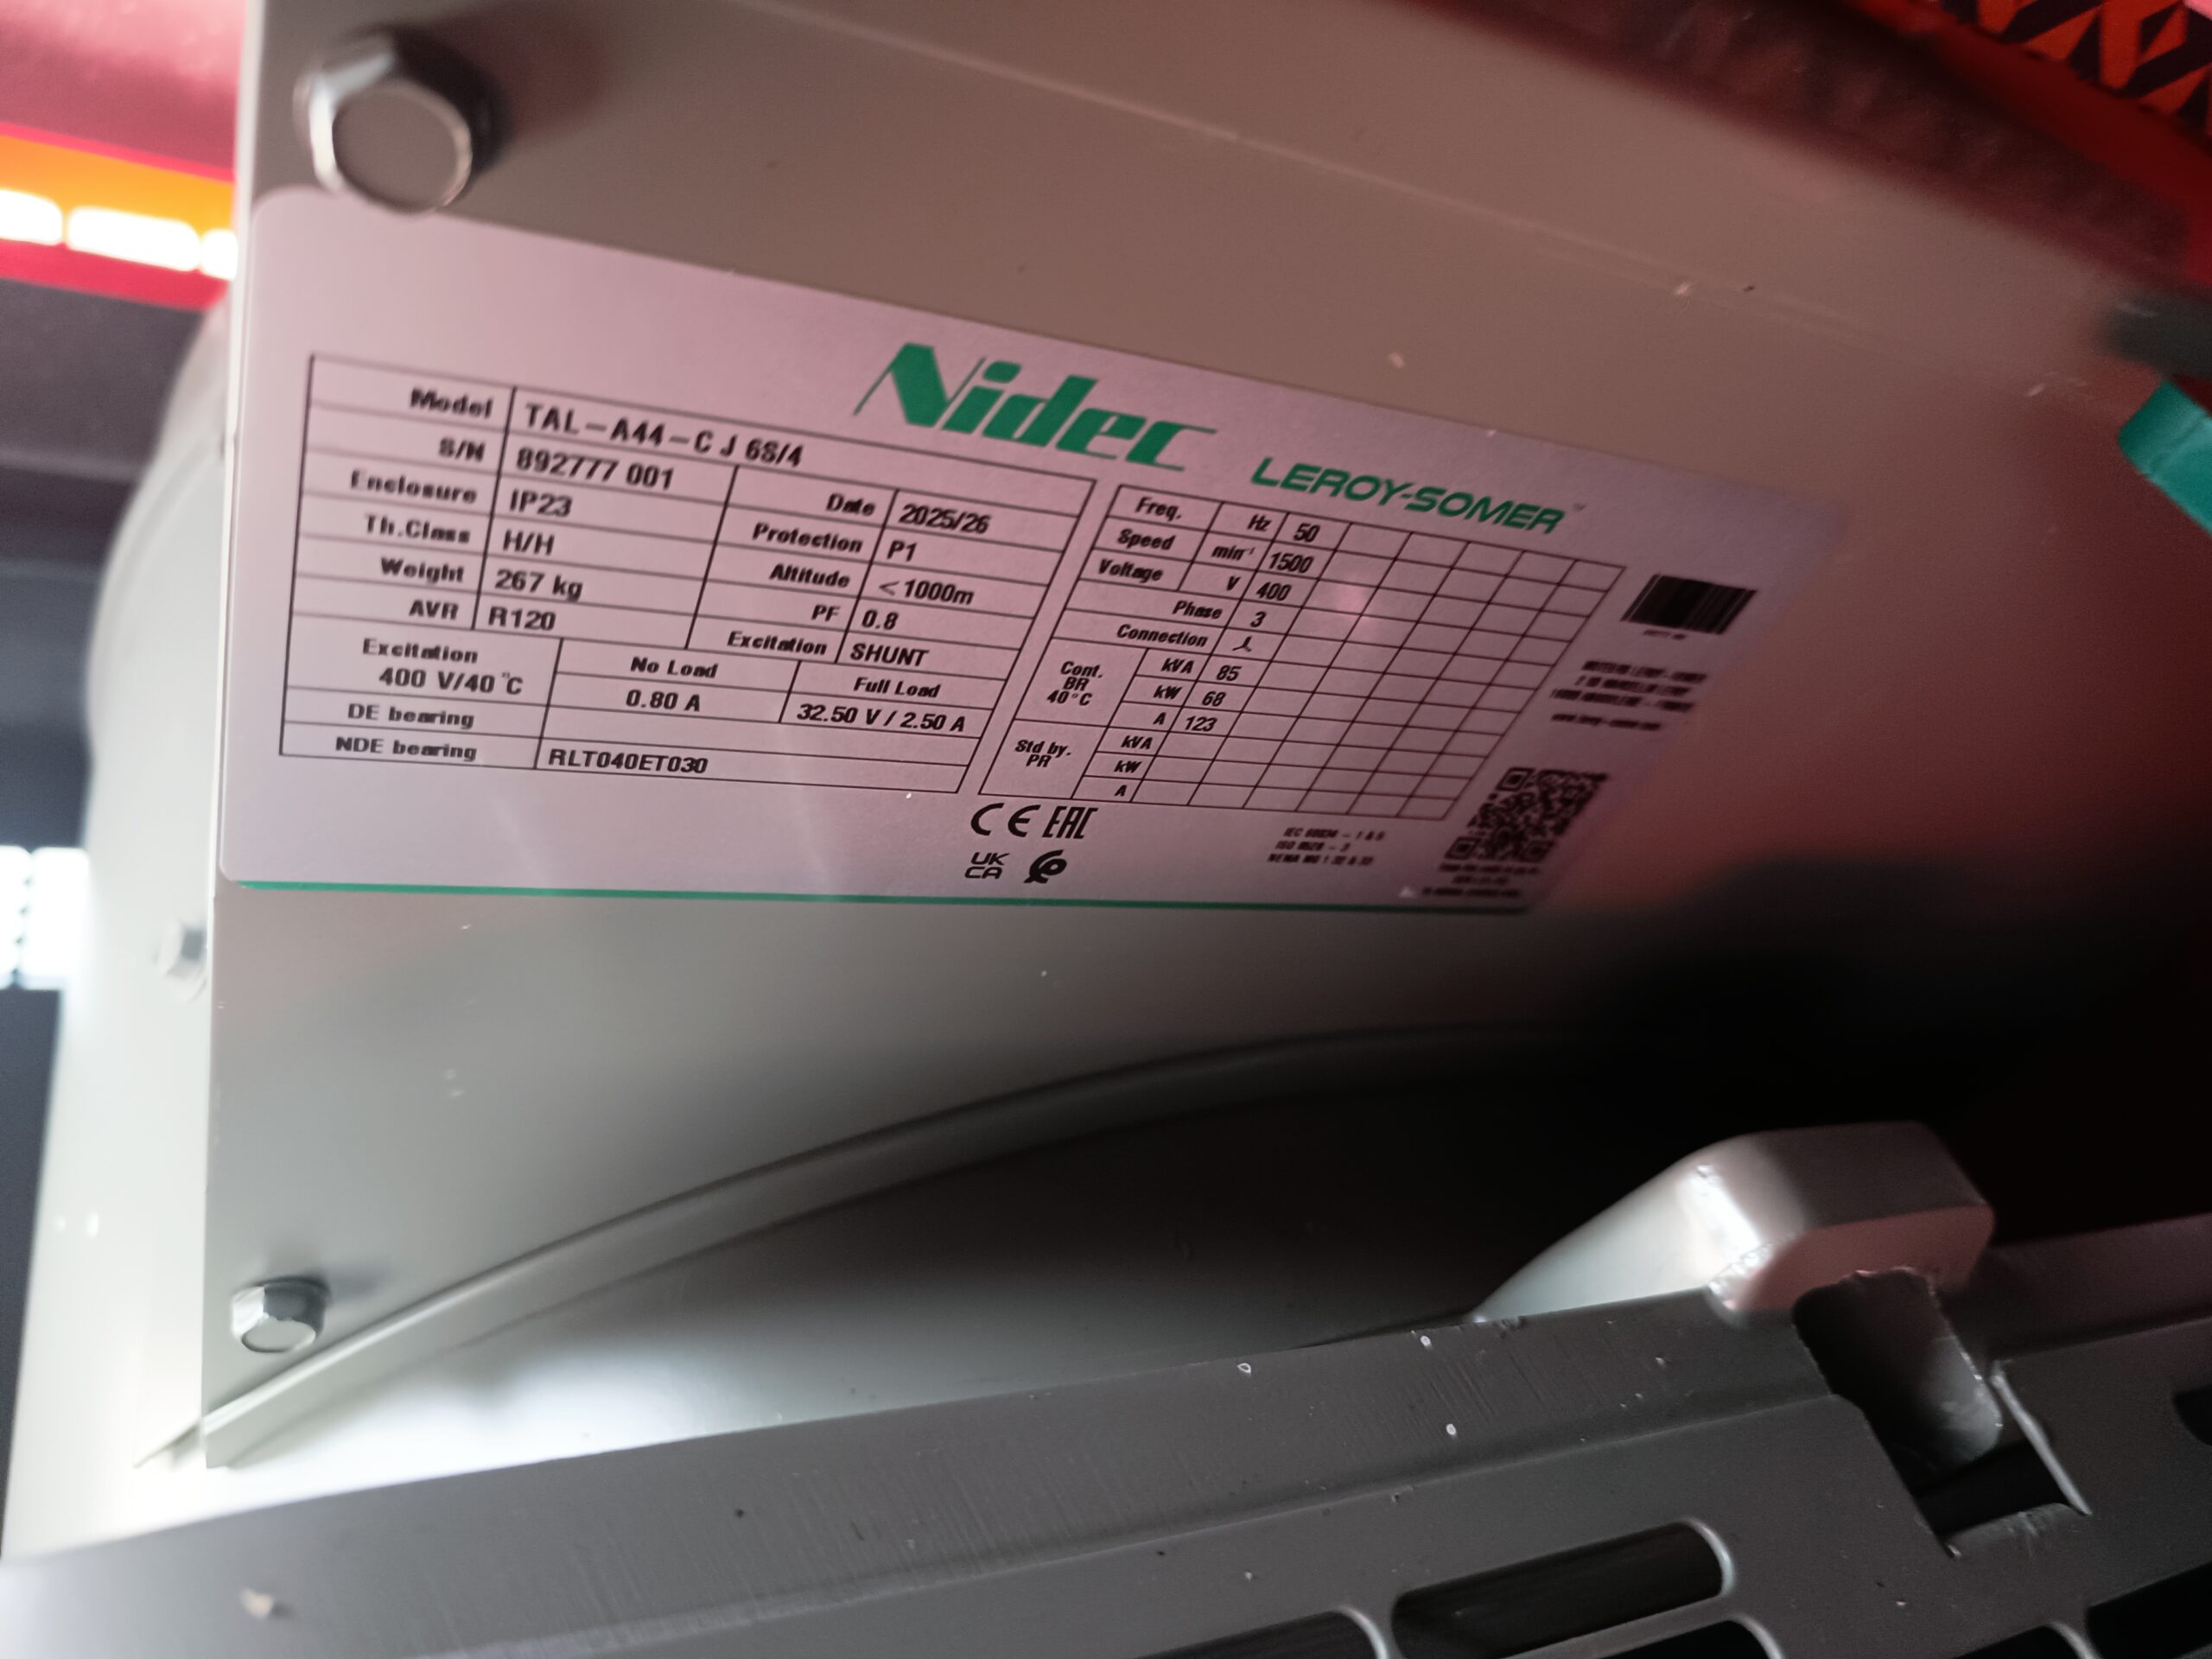 Nidec LEROY-SOMER™
Model TAL-A44-C J 6S/4
S/N 892777 001 Date 2025/26
Enclosure IP23 Protection P1
Th.Class H/H Altitude <1000m
Weight 267 kg PF 0.8
AVR R120 Excitation SHUNT
Excitation 400 V/40 °C No Load Full Load
0.80 A 32.50 V / 2.50 A
DE bearing
NDE bearing RLT040ET030
Freq. Hz 50
Speed min⁻¹ 1500
Voltage V 400
Phase 3
Connection
Cont. BR 40°C kVA 85
kW 68
A 123
Std by. PR kVA
kW
A
CE EAC
UK CA